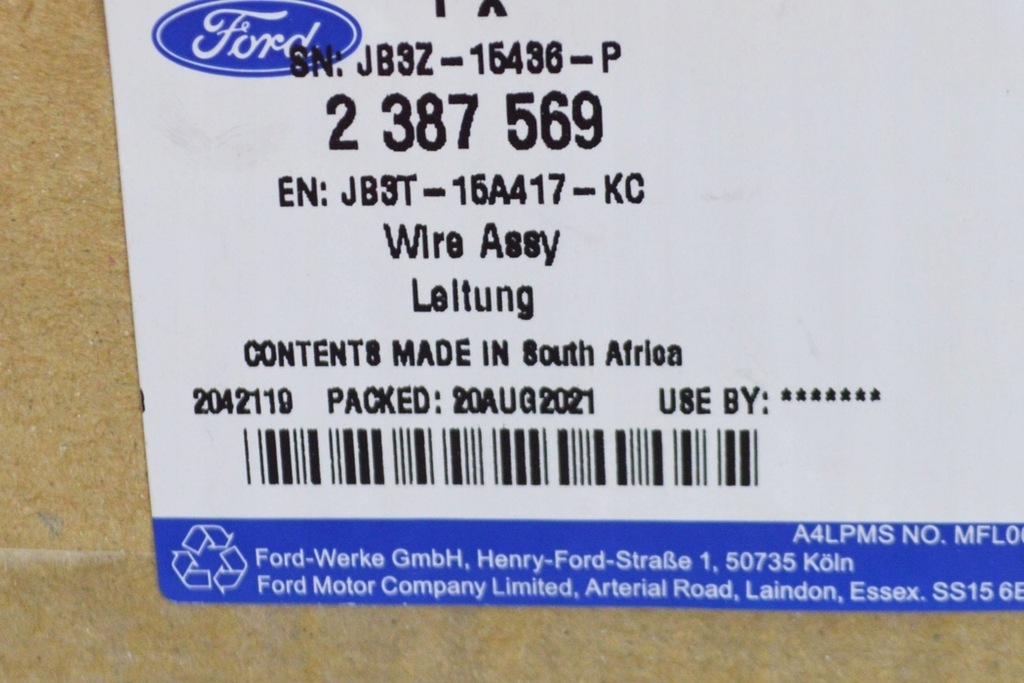 1 X
Ford
SN: JB3Z-15436-P
2 387 569
EN: JB3T-15A417-KC
Wire Assy
Leitung
CONTENTS MADE IN South Africa
2042119 PACKED: 20AUG2021 USE BY: *******
A4LPMS NO. MFL00
Ford-Werke GmbH, Henry-Ford-Straße 1, 50735 Köln
Ford Motor Company Limited, Arterial Road, Laindon, Essex. SS15 6E